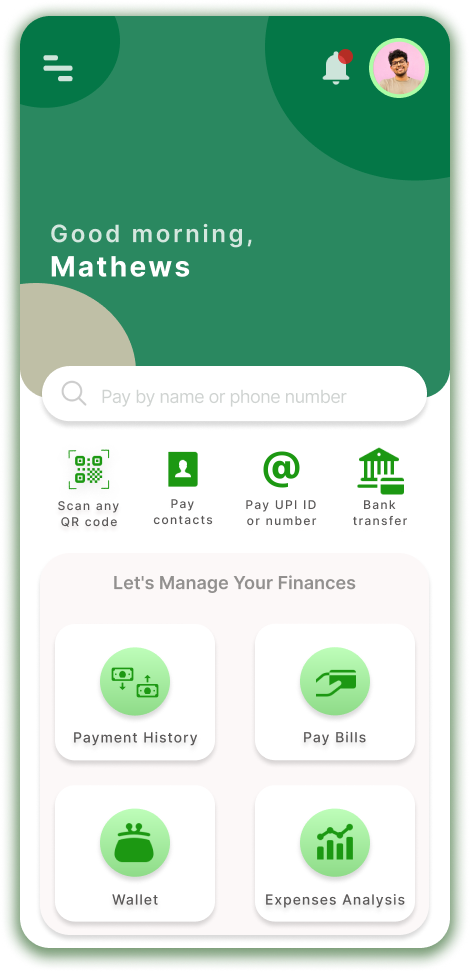 Good morning,
Mathews
Pay by name or phone number
Scan any
QR code
Pay
contacts
Pay UPI ID
or number
Bank
transfer
Let's Manage Your Finances
Payment History
Pay Bills
Wallet
Expenses Analysis